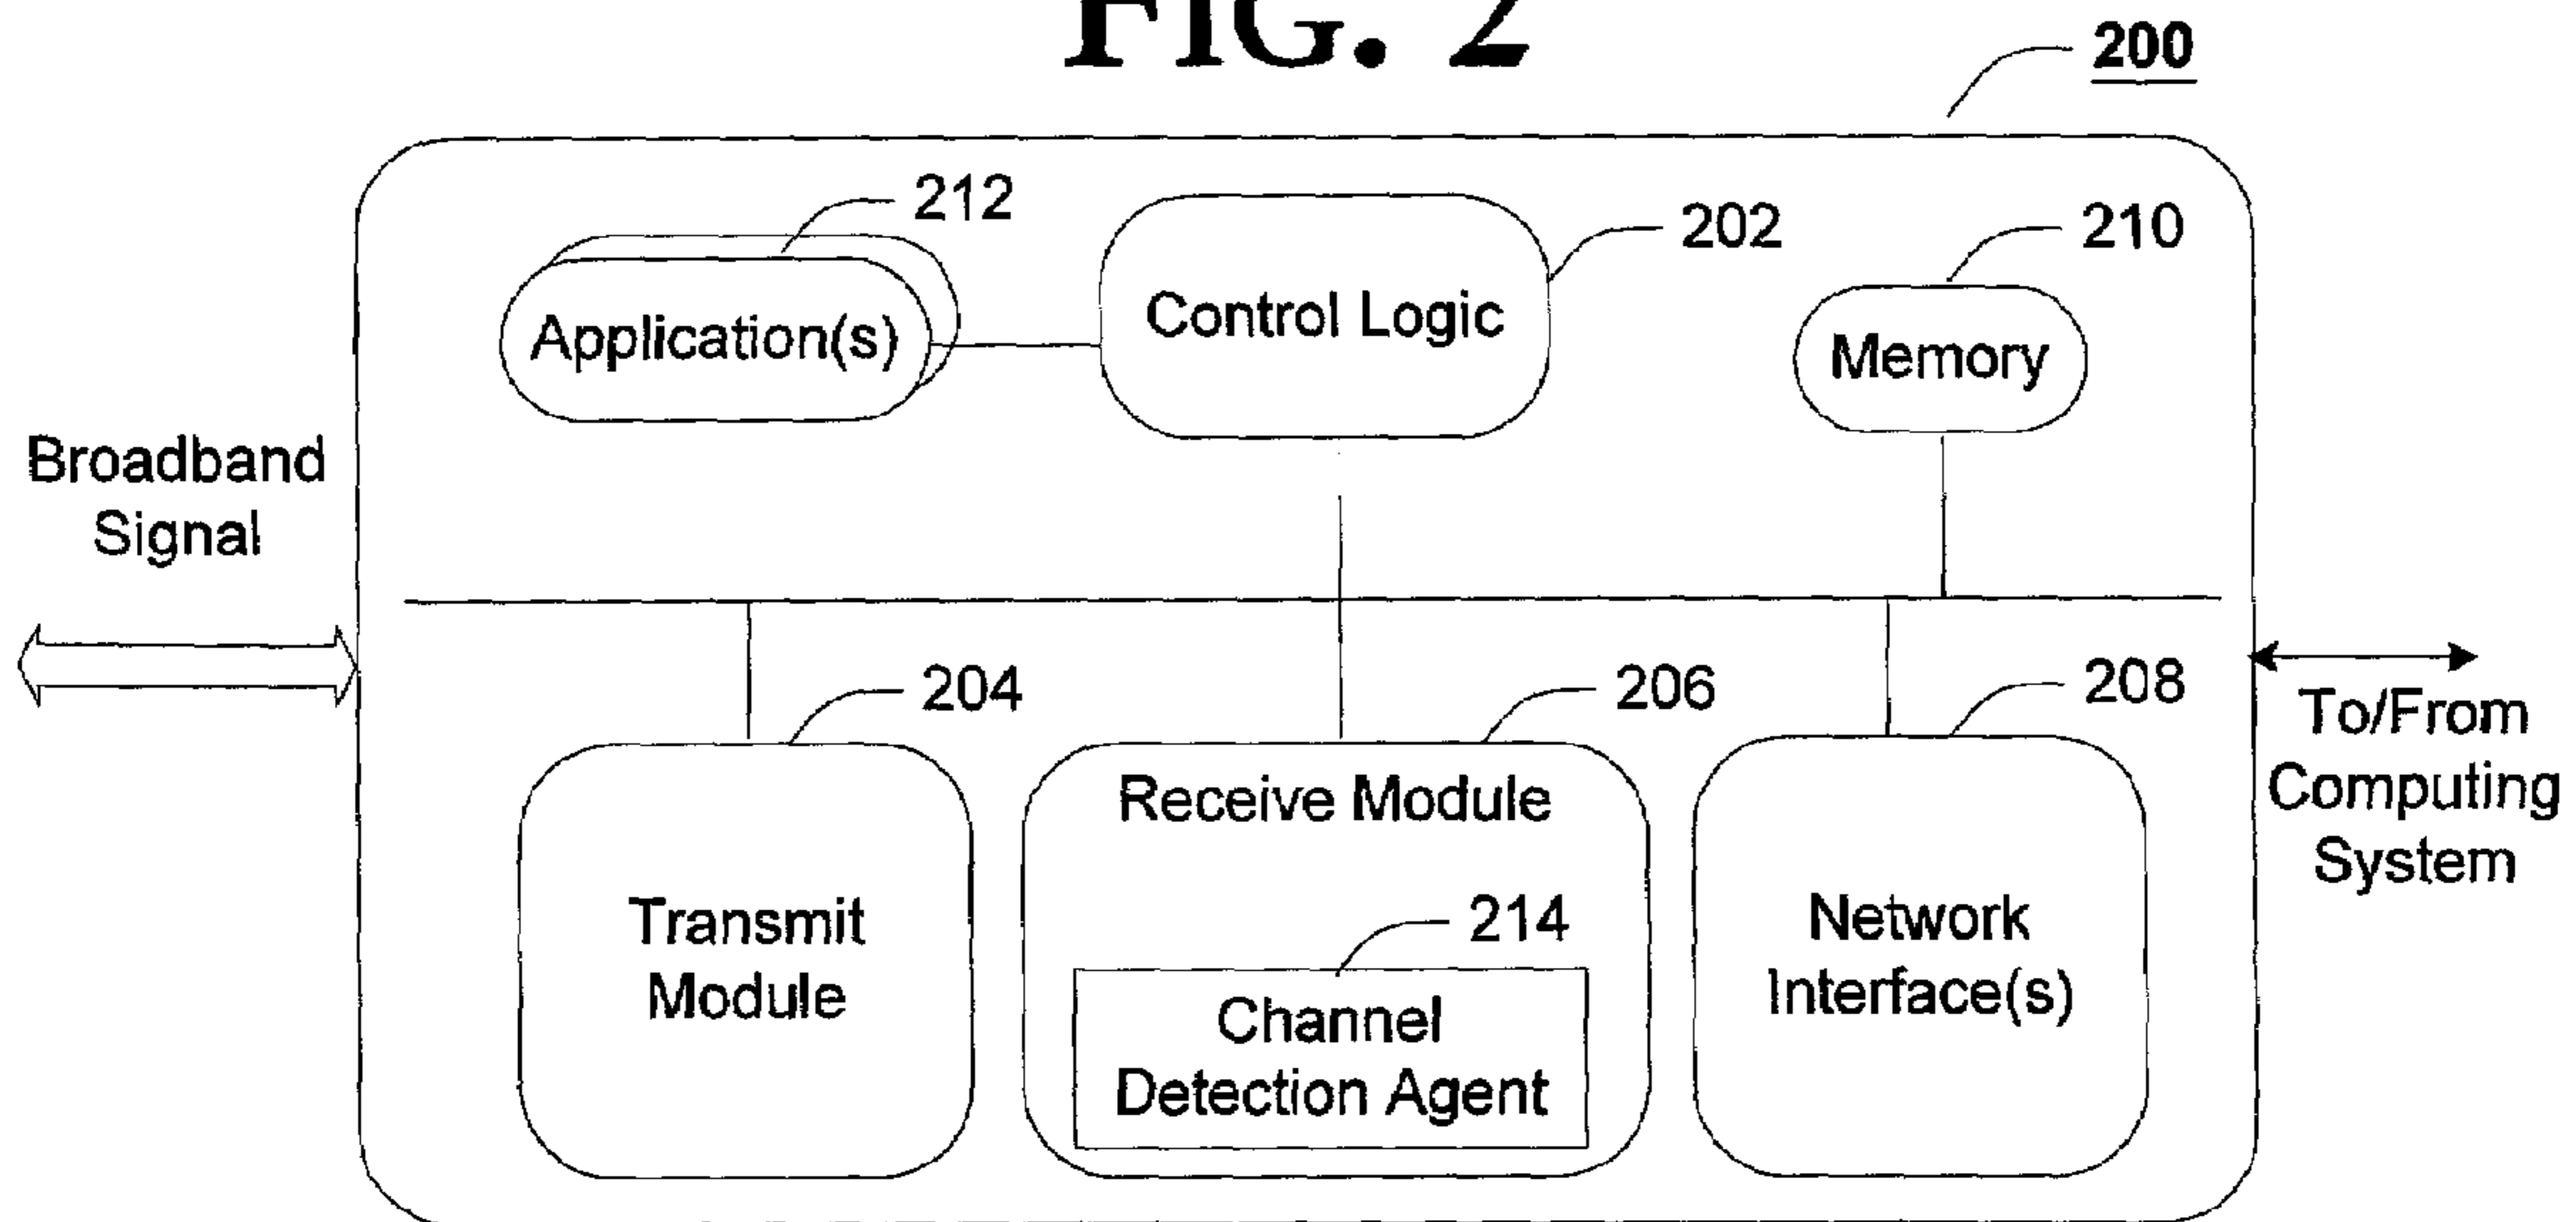 FIG. 2
200
212
202
210
Application(s)
Control Logic
Memory
Broadband
Signal
204
206
208
To/From
Computing
System
Receive Module
Transmit
Module
214
Channel
Detection Agent
Network
Interface(s)